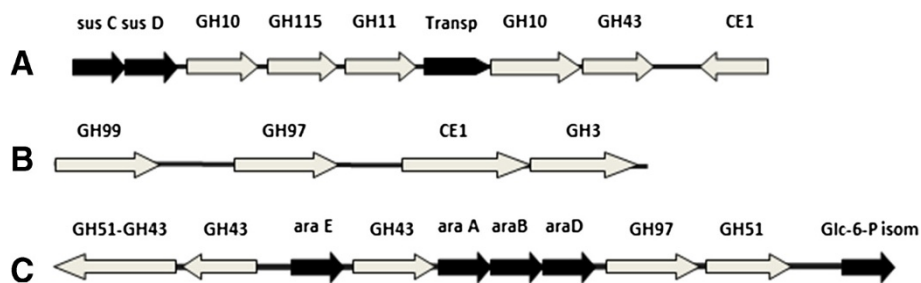 sus C sus D GH10 GH115 GH11 Transp GH10 GH43 CE1
A
GH99 GH97 CE1 GH3
B
GH51-GH43 GH43 ara E GH43 ara A araB araD GH97 GH51 Glc-6-P isom
C